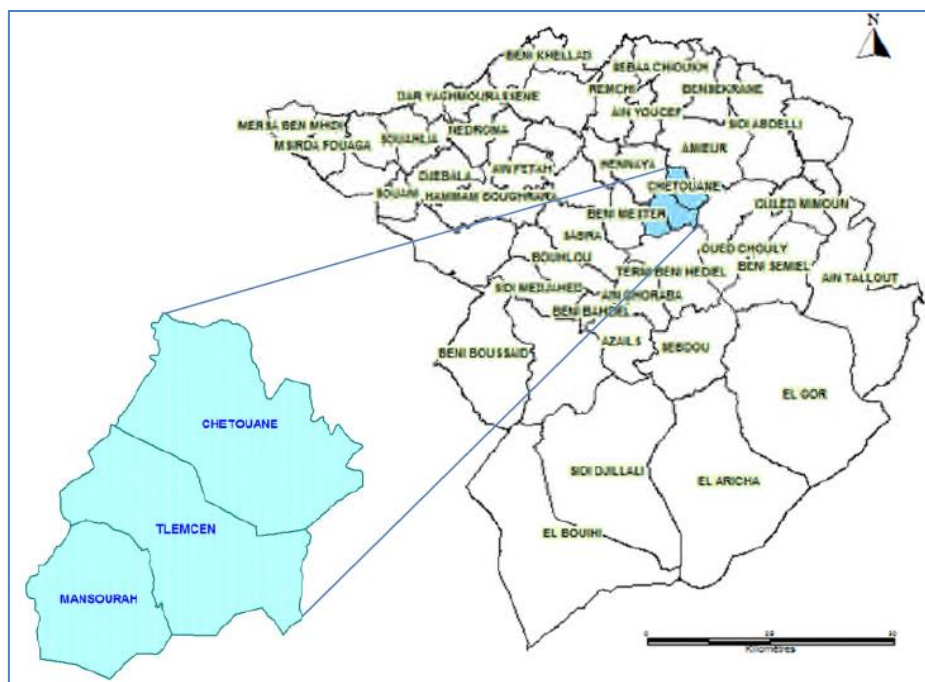 N
BENI KHELLAD
SEBAA CHIOUKH
DAR YAGHMOURASSENE
REMCHI
BENSEKRANE
MERSA BEN MHIDI
SOUAHLIA
NEDROMA
AIN YOUCEF
SIDI ABDELLI
MSIRDA FOUAGA
AMIEUR
DJEBALA
AIN FETAH
HENNAYA
SOUANI
HAMMAM BOUGHRARA
CHETOUANE
OULED MIMOUN
BENI MESTER
SABRA
OUED CHOULY
BOUHLOU
TERNI BENI HEDIEL
BENI SEMIEL
AIN TALLOUT
SIDI MEDJAHED
AIN GHORABA
BENI BAHDEL
BENI BOUSSAID
AZAILS
SEBDOU
EL GOR
CHETOUANE
SIDI DJILLALI
EL ARICHA
TLEMCEN
EL BOUIHI
MANSOURAH
0
Kilomètres